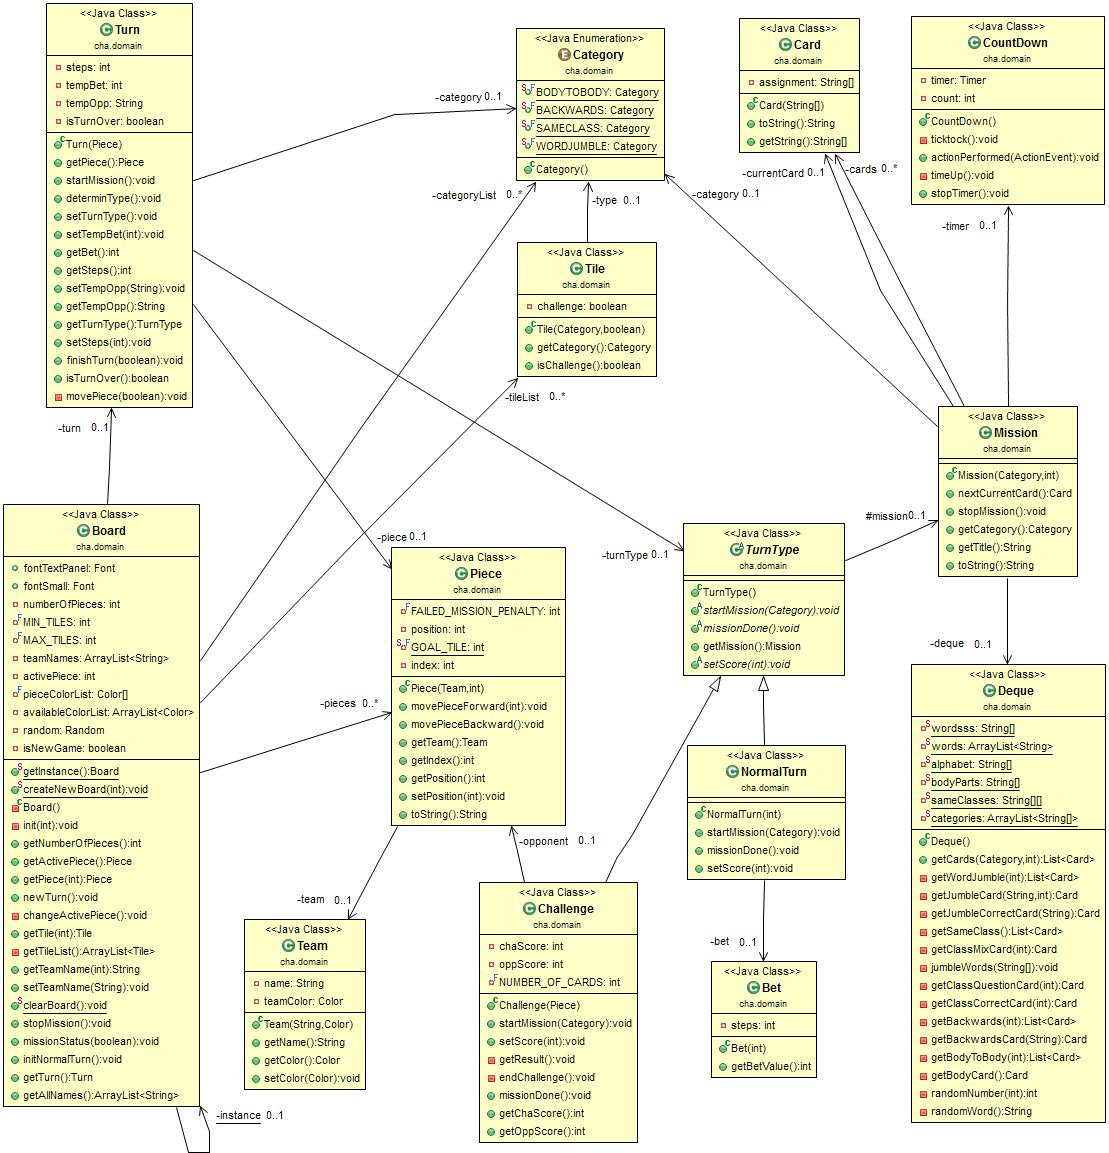 <<Java Class>>
Turn
cha.domain
steps: int
tempBet: int
tempOpp: String
isTurnOver: boolean
Turn(Piece)
getPiece():Piece
startMission():void
determinType():void
setTurnType():void
setTempBet(int):void
getBet():int
getSteps():int
setTempOpp(String):void
getTempOpp():String
getTurnType():TurnType
setSteps(int):void
finishTurn(boolean):void
isTurnOver():boolean
movePiece(boolean):void
<<Java Enumeration>>
Category
cha.domain
BODYTOBODY: Category
BACKWARDS: Category
SAMECLASS: Category
WORDJUMBLE: Category
Category()
<<Java Class>>
Card
cha.domain
assignment: String[]
Card(String[])
toString():String
getString():String[]
<<Java Class>>
CountDown
cha.domain
timer: Timer
count: int
CountDown()
ticktock():void
actionPerformed(ActionEvent):void
timeUp():void
stopTimer():void
-category 0..1
-categoryList 0..*
-type 0..1
-category 0..1
-currentCard 0..1
-cards 0..*
-timer 0..1
<<Java Class>>
Tile
cha.domain
challenge: boolean
Tile(Category,boolean)
getCategory():Category
isChallenge():boolean
-tileList 0..*
-turn 0..1
<<Java Class>>
Mission
cha.domain
Mission(Category,int)
nextCurrentCard():Card
stopMission():void
getCategory():Category
getTitle():String
toString():String
#mission 0..1
-deque 0..1
<<Java Class>>
Board
cha.domain
fontTextPanel: Font
fontSmall: Font
numberOfPieces: int
MIN_TILES: int
MAX_TILES: int
teamNames: ArrayList<String>
activePiece: int
pieceColorList: Color[]
availableColorList: ArrayList<Color>
random: Random
isNewGame: boolean
getInstance():Board
createNewBoard(int):void
Board()
init(int):void
getNumberOfPieces():int
getActivePiece():Piece
getPiece(int):Piece
newTurn():void
changeActivePiece():void
getTile(int):Tile
getTileList():ArrayList<Tile>
getTeamName(int):String
setTeamName(String):void
clearBoard():void
stopMission():void
missionStatus(boolean):void
initNormalTurn():void
getTurn():Turn
getAllNames():ArrayList<String>
-instance 0..1
-piece 0..1
-pieces 0..*
<<Java Class>>
Piece
cha.domain
FAILED_MISSION_PENALTY: int
position: int
GOAL_TILE: int
index: int
Piece(Team,int)
movePieceForward(int):void
movePieceBackward():void
getTeam():Team
getIndex():int
getPosition():int
setPosition(int):void
toString():String
-turnType 0..1
<<Java Class>>
TurnType
cha.domain
TurnType()
startMission(Category):void
missionDone():void
getMission():Mission
setScore(int):void
<<Java Class>>
NormalTurn
cha.domain
NormalTurn(int)
startMission(Category):void
missionDone():void
setScore(int):void
-opponent 0..1
-team 0..1
-bet 0..1
<<Java Class>>
Team
cha.domain
name: String
teamColor: Color
Team(String,Color)
getName():String
getColor():Color
setColor(Color):void
<<Java Class>>
Challenge
cha.domain
chaScore: int
oppScore: int
NUMBER_OF_CARDS: int
Challenge(Piece)
startMission(Category):void
setScore(int):void
getResult():void
endChallenge():void
missionDone():void
getChaScore():int
getOppScore():int
<<Java Class>>
Bet
cha.domain
steps: int
Bet(int)
getBetValue():int
<<Java Class>>
Deque
cha.domain
wordsss: String[]
words: ArrayList<String>
alphabet: String[]
bodyParts: String[]
sameClasses: String[][]
categories: ArrayList<String[]>
Deque()
getCards(Category,int):List<Card>
getWordJumble(int):List<Card>
getJumbleCard(String,int):Card
getJumbleCorrectCard(String):Card
getSameClass():List<Card>
getClassMixCard(int):Card
jumbleWords(String[]):void
getClassQuestionCard(int):Card
getClassCorrectCard(int):Card
getBackwards(int):List<Card>
getBackwardsCard(String):Card
getBodyToBody(int):List<Card>
getBodyCard():Card
randomNumber(int):int
randomWord():String